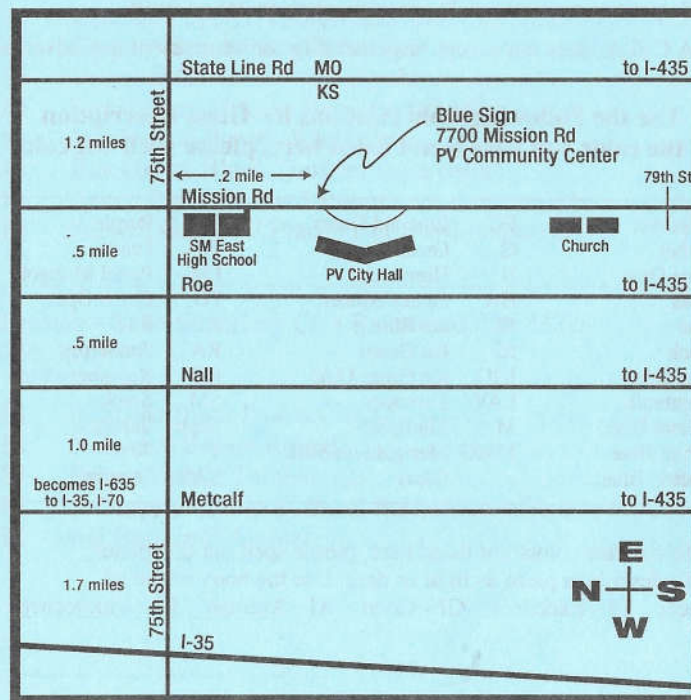 State Line Rd MO to I-435
KS
75th Street
1.2 miles
.2 mile
Blue Sign
7700 Mission Rd
PV Community Center
Mission Rd
79th St
.5 mile
SM East
High School
PV City Hall
Church
Roe to I-435
.5 mile
Nall to I-435
1.0 mile
becomes I-635
to I-35, I-70
Metcalf to I-435
1.7 miles
75th Street
I-35
E
N S
W